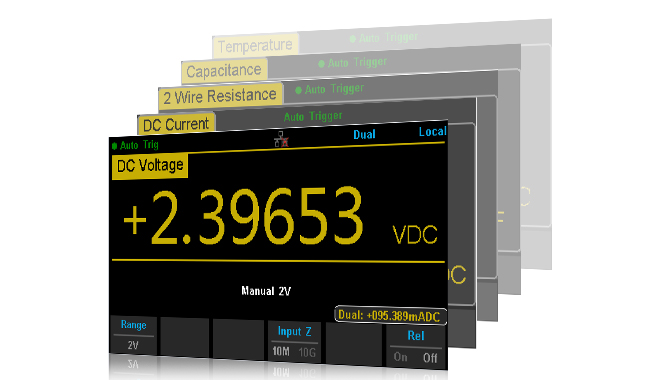 Temperature
Auto Trigger
Capacitance
Auto Trigger
2 Wire Resistance
Auto Trigger
DC Current
Auto Trigger
Auto Trig
Dual
Local
DC Voltage
+2.39653 VDC
DC
Manual 2V
Dual: +095.389mADC
Range
2V
Input Z
10M 10G
Rel
On Off